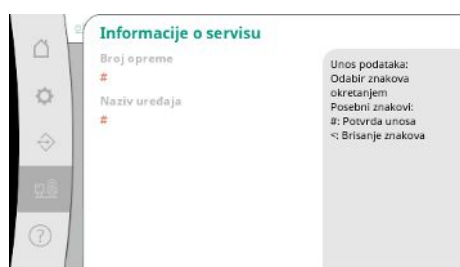 Informacije o servisu
Broj opreme
#
Naziv uređaja
#
Unos podataka:
Odabir znakova
okretanjem
Posebni znakovi:
#: Potvrda unosa
<: Brisanje znakova
?